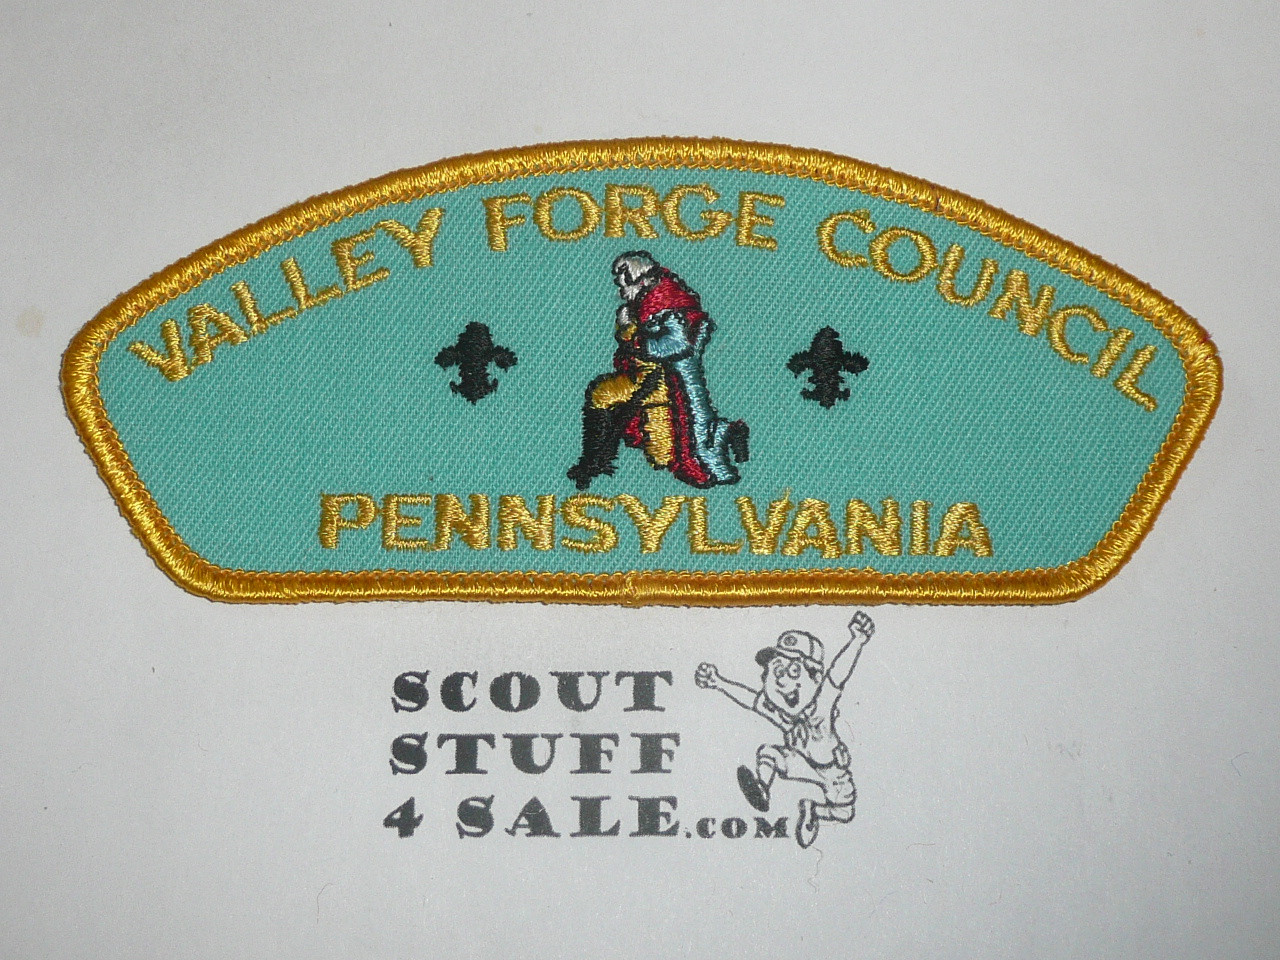 VALLEY FORGE COUNCIL
PENNSYLVANIA
SCOUT
STUFF
4 SALE.COM